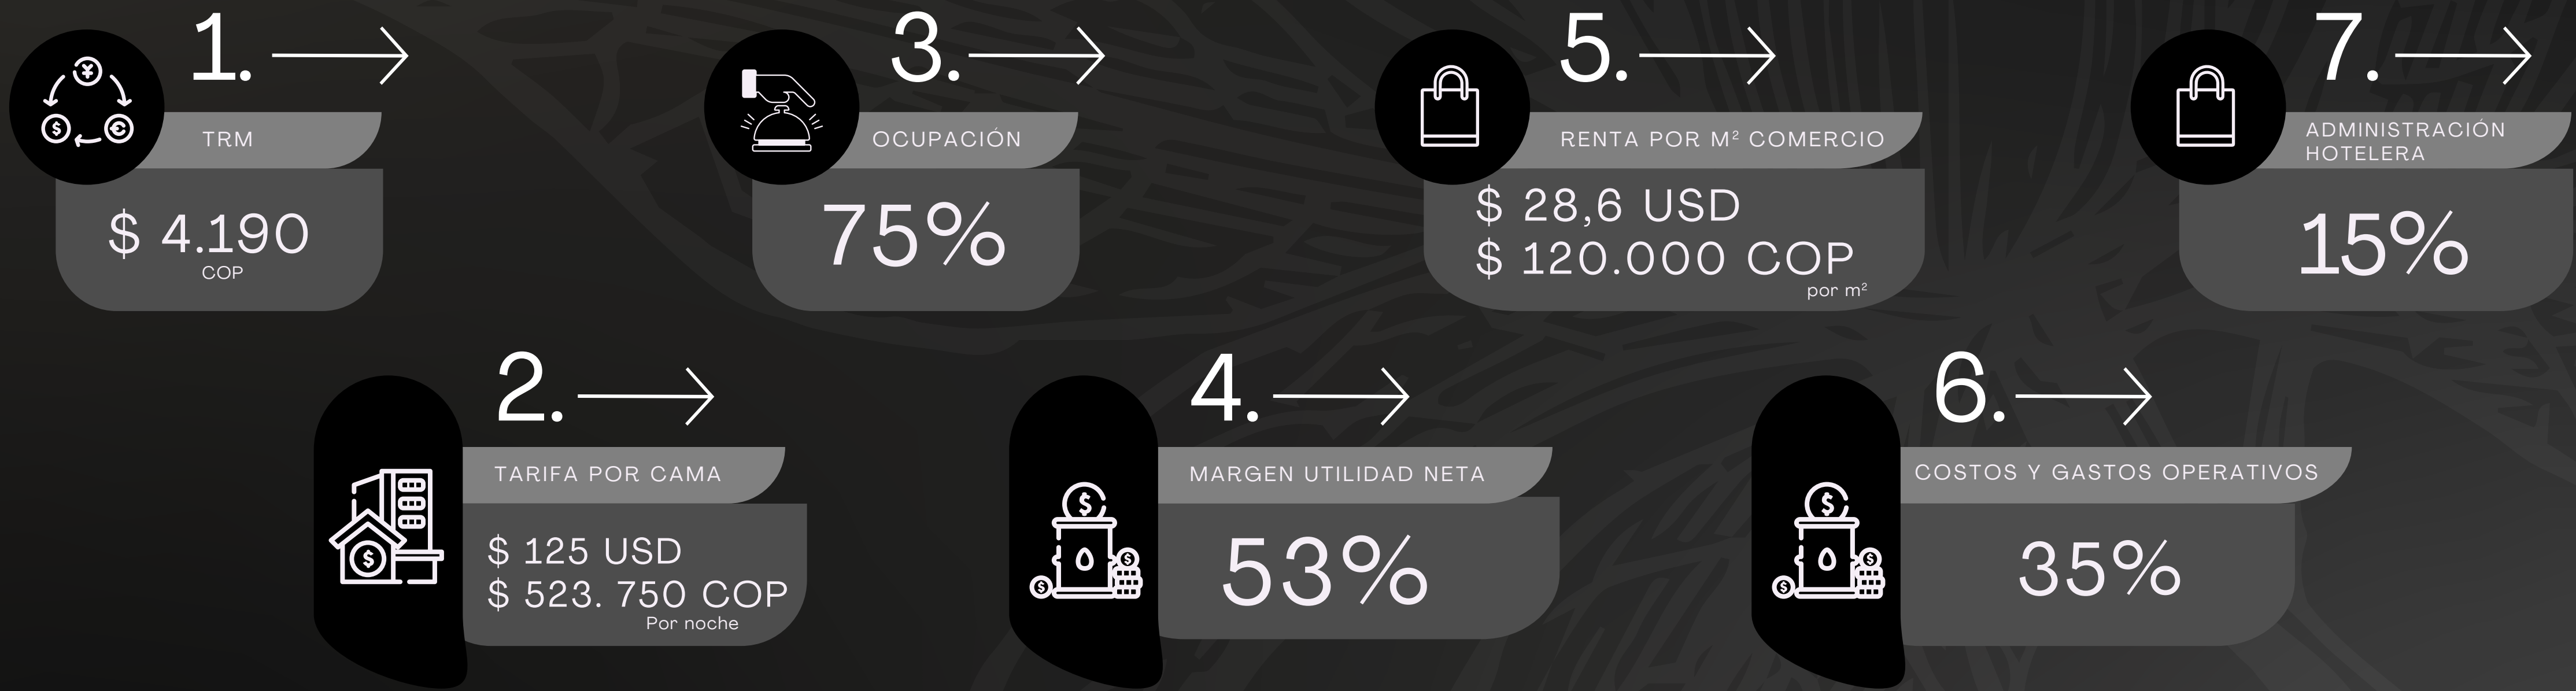 1.
TRM
$ 4.190
COP
2.
TARIFA POR CAMA
$ 125 USD
$ 523. 750 COP
Por noche
3.
OCUPACIÓN
75%
4.
MARGEN UTILIDAD NETA
53%
5.
RENTA POR M² COMERCIO
$ 28,6 USD
$ 120.000 COP
por m²
6.
COSTOS Y GASTOS OPERATIVOS
35%
7.
ADMINISTRACIÓN
HOTELERA
15%